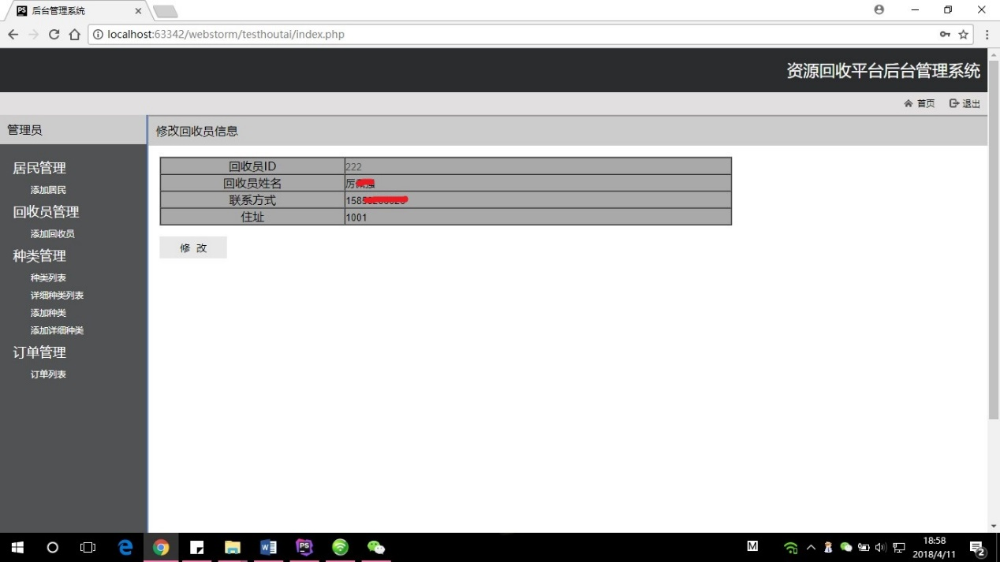 后台管理系统
localhost:63342/webstorm/testhoutai/index.php
资源回收平台后台管理系统
首页 退出
管理员
修改回收员信息
居民管理
添加居民
回收员管理
添加回收员
种类管理
种类列表
详细种类列表
添加种类
添加详细种类
订单管理
订单列表
回收员ID 222
回收员姓名 厉
联系方式 158
住址 1001
修 改
M
18:58
2018/4/11
2